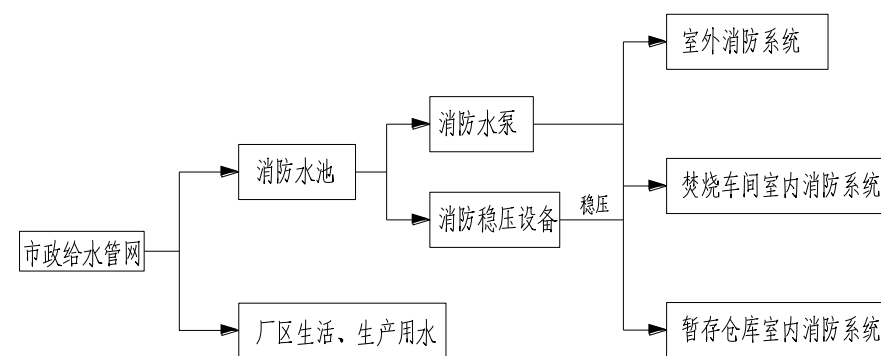 室外消防系统
消防水泵
消防水池
焚烧车间室内消防系统
稳压
消防稳压设备
市政给水管网
厂区生活、生产用水
暂存仓库室内消防系统